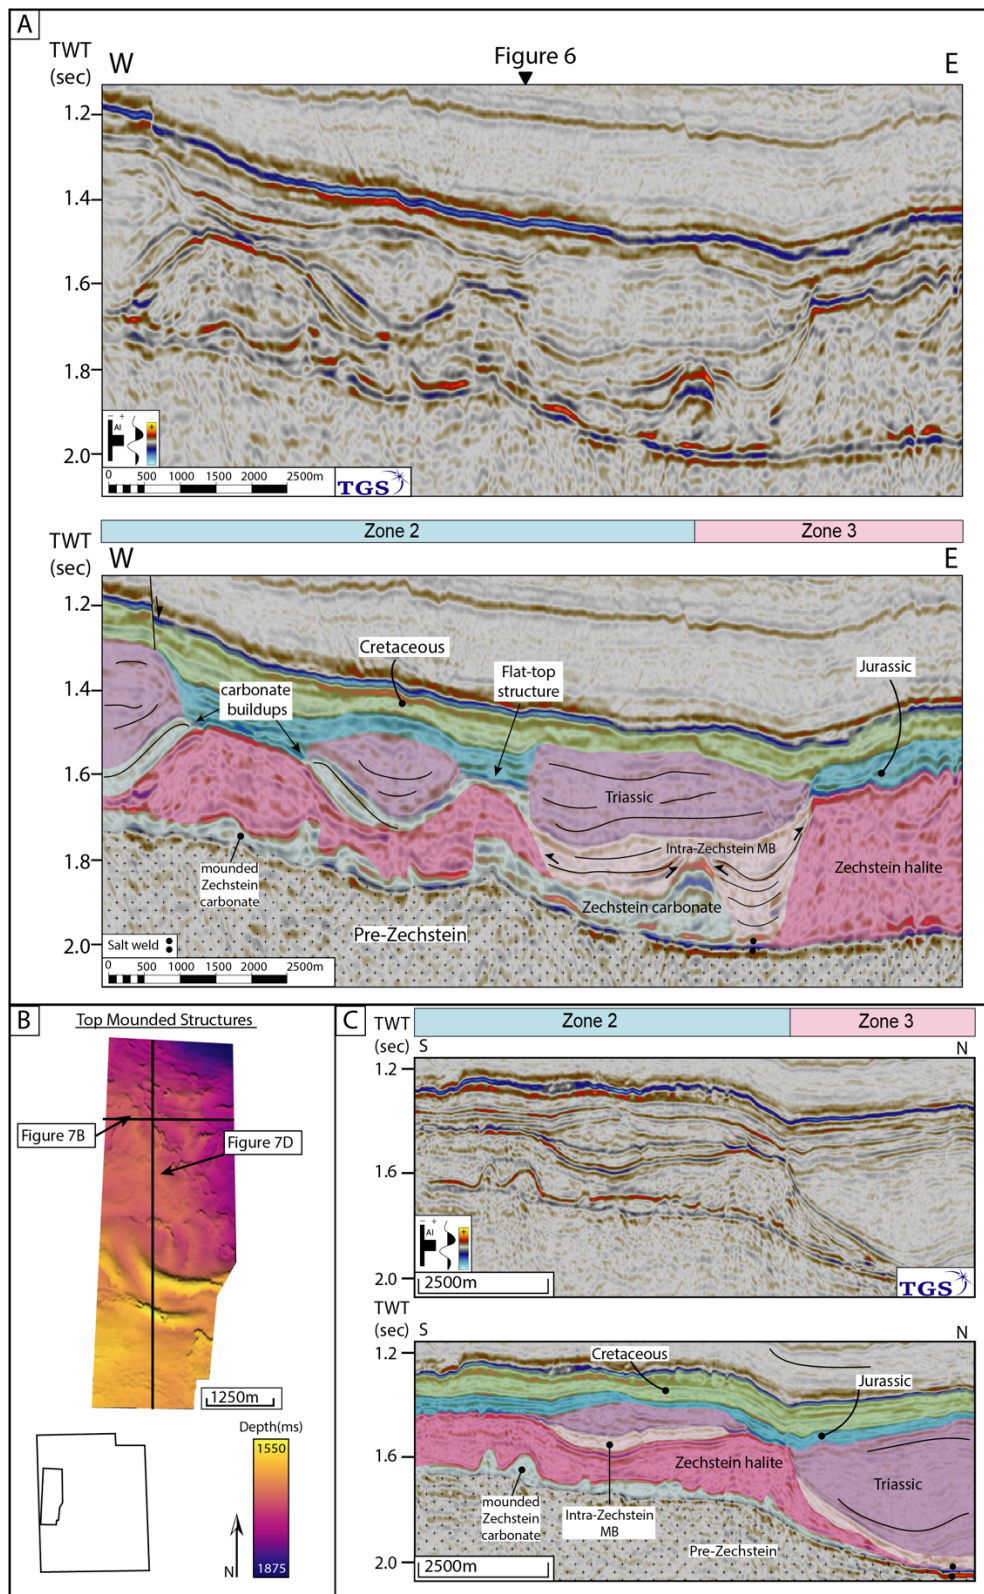 A
TWT
(sec)
W
Figure 6
E
1.2
1.4
1.6
1.8
2.0
- +
AI
+
-
0 500 1000 1500 2000 2500m
TGS
Zone 2
Zone 3
TWT
(sec)
W
E
1.2
1.4
1.6
1.8
2.0
Cretaceous
carbonate
buildups
Flat-top
structure
Jurassic
Triassic
Intra-Zechstein MB
Zechstein halite
mounded
Zechstein
carbonate
Zechstein carbonate
Pre-Zechstein
Salt weld
0 500 1000 1500 2000 2500m
B
Top Mounded Structures
Figure 7B
Figure 7D
1250m
Depth(ms)
1550
1875
N
C
Zone 2
Zone 3
TWT
(sec)
S
N
1.2
1.6
2.0
- +
AI
+
-
2500m
TGS
TWT
(sec)
S
N
1.2
1.6
2.0
Cretaceous
Jurassic
Zechstein halite
Triassic
mounded
Zechstein
carbonate
Intra-Zechstein
MB
Pre-Zechstein
2500m